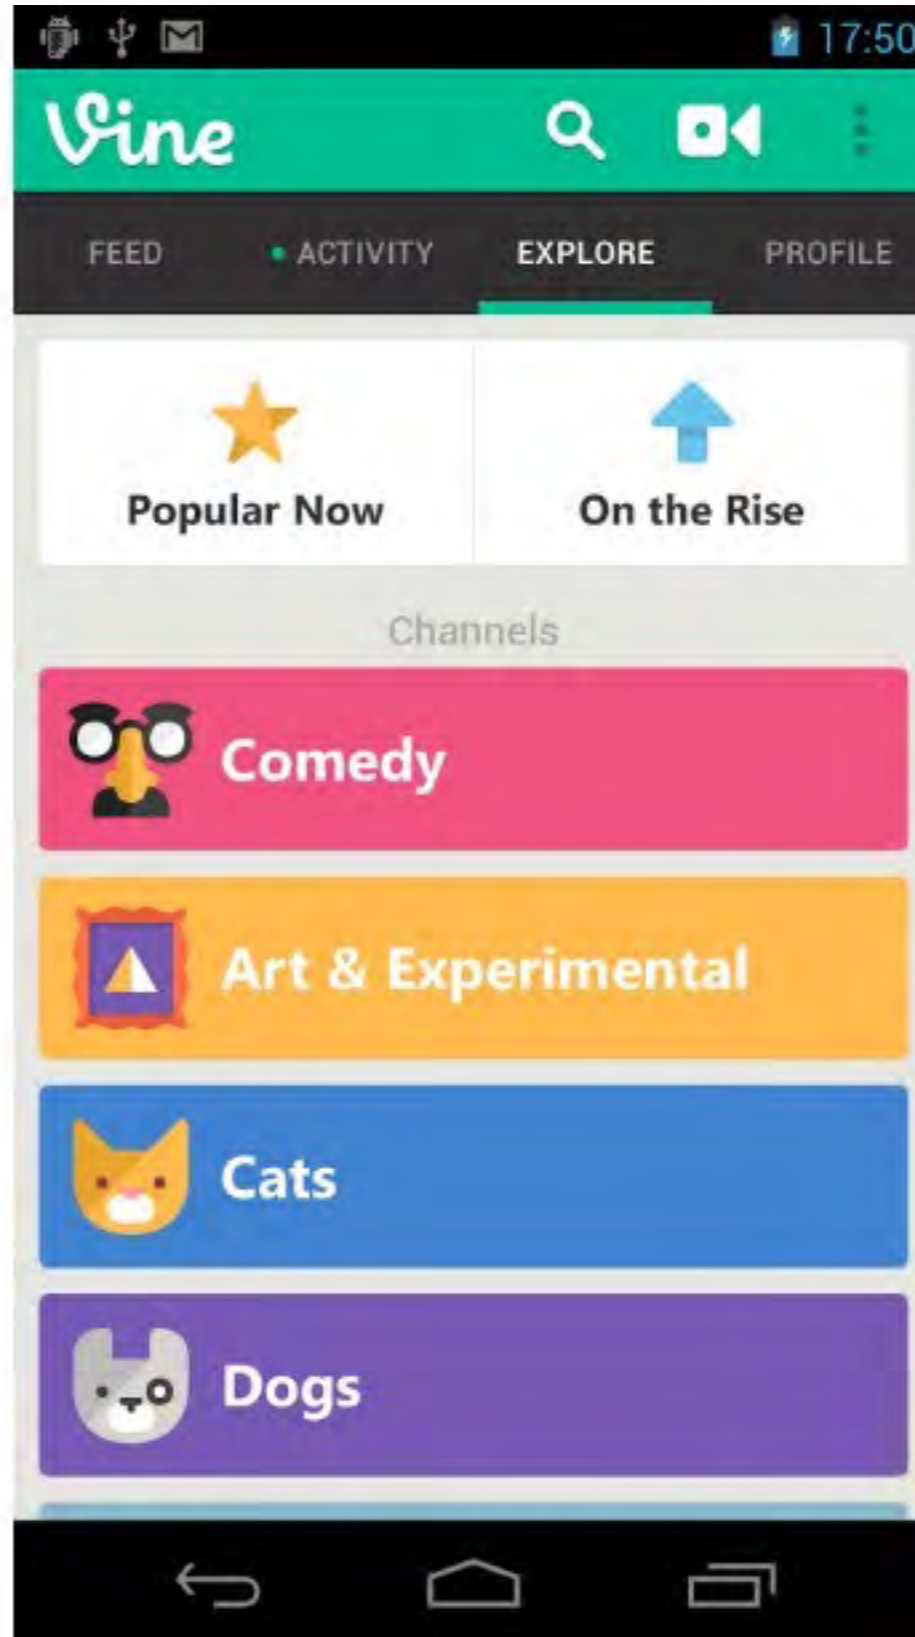 17:50
Vine
FEED ACTIVITY EXPLORE PROFILE
Popular Now On the Rise
Channels
Comedy
Art & Experimental
Cats
Dogs